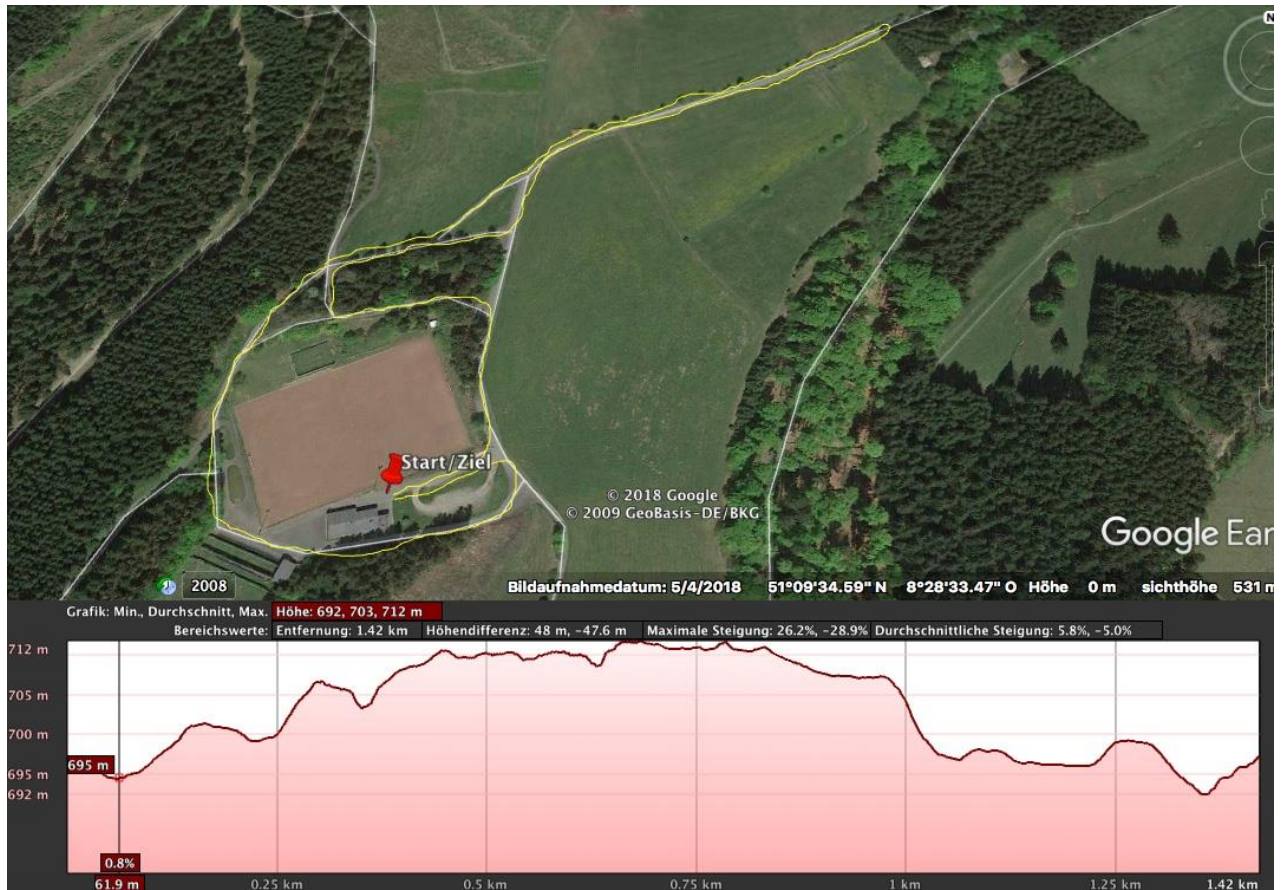 N
Start/Ziel
© 2018 Google
© 2009 GeoBasis-DE/BKG
Google Ear
2008
Bildaufnahmedatum: 5/4/2018 51°09'34.59" N 8°28'33.47" O Höhe 0 m sichthöhe 531 m
Grafik: Min., Durchschnitt, Max. Höhe: 692, 703, 712 m
Bereichswerte: Entfernung: 1.42 km Höhendifferenz: 48 m, -47.6 m Maximale Steigung: 26.2%, -28.9% Durchschnittliche Steigung: 5.8%, -5.0%
712 m
705 m
700 m
695 m
695 m
692 m
0.8%
61.9 m 0.25 km 0.5 km 0.75 km 1 km 1.25 km 1.42 km